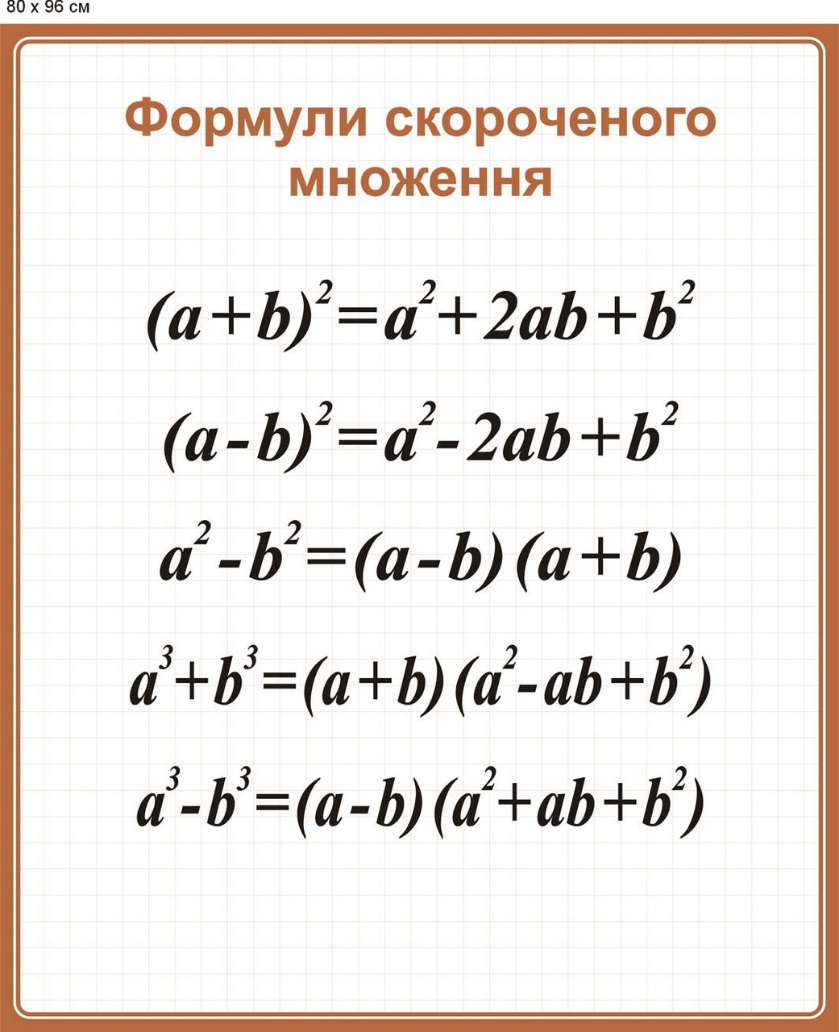 80 x 96 см
Формули скороченого
множення
(a+b)²=a²+2ab+b²
(a-b)²=a²-2ab+b²
a²-b²=(a-b)(a+b)
a³+b³=(a+b)(a²-ab+b²)
a³-b³=(a-b)(a²+ab+b²)